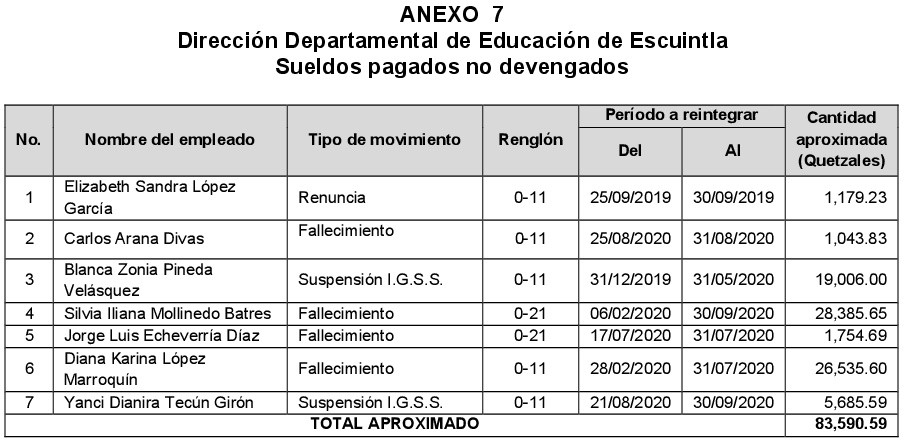 ANEXO 7
Dirección Departamental de Educación de Escuintla
Sueldos pagados no devengados
No. Nombre del empleado Tipo de movimiento Renglón Período a reintegrar Cantidad aproximada (Quetzales)
Del Al
1 Elizabeth Sandra López García Renuncia 0-11 25/09/2019 30/09/2019 1,179.23
2 Carlos Arana Divas Fallecimiento 0-11 25/08/2020 31/08/2020 1,043.83
3 Blanca Zonia Pineda Velásquez Suspensión I.G.S.S. 0-11 31/12/2019 31/05/2020 19,006.00
4 Silvia Iliana Mollinedo Batres Fallecimiento 0-21 06/02/2020 30/09/2020 28,385.65
5 Jorge Luis Echeverría Díaz Fallecimiento 0-21 17/07/2020 31/07/2020 1,754.69
6 Diana Karina López Marroquín Fallecimiento 0-11 28/02/2020 31/07/2020 26,535.60
7 Yanci Dianira Tecún Girón Suspensión I.G.S.S. 0-11 21/08/2020 30/09/2020 5,685.59
TOTAL APROXIMADO 83,590.59